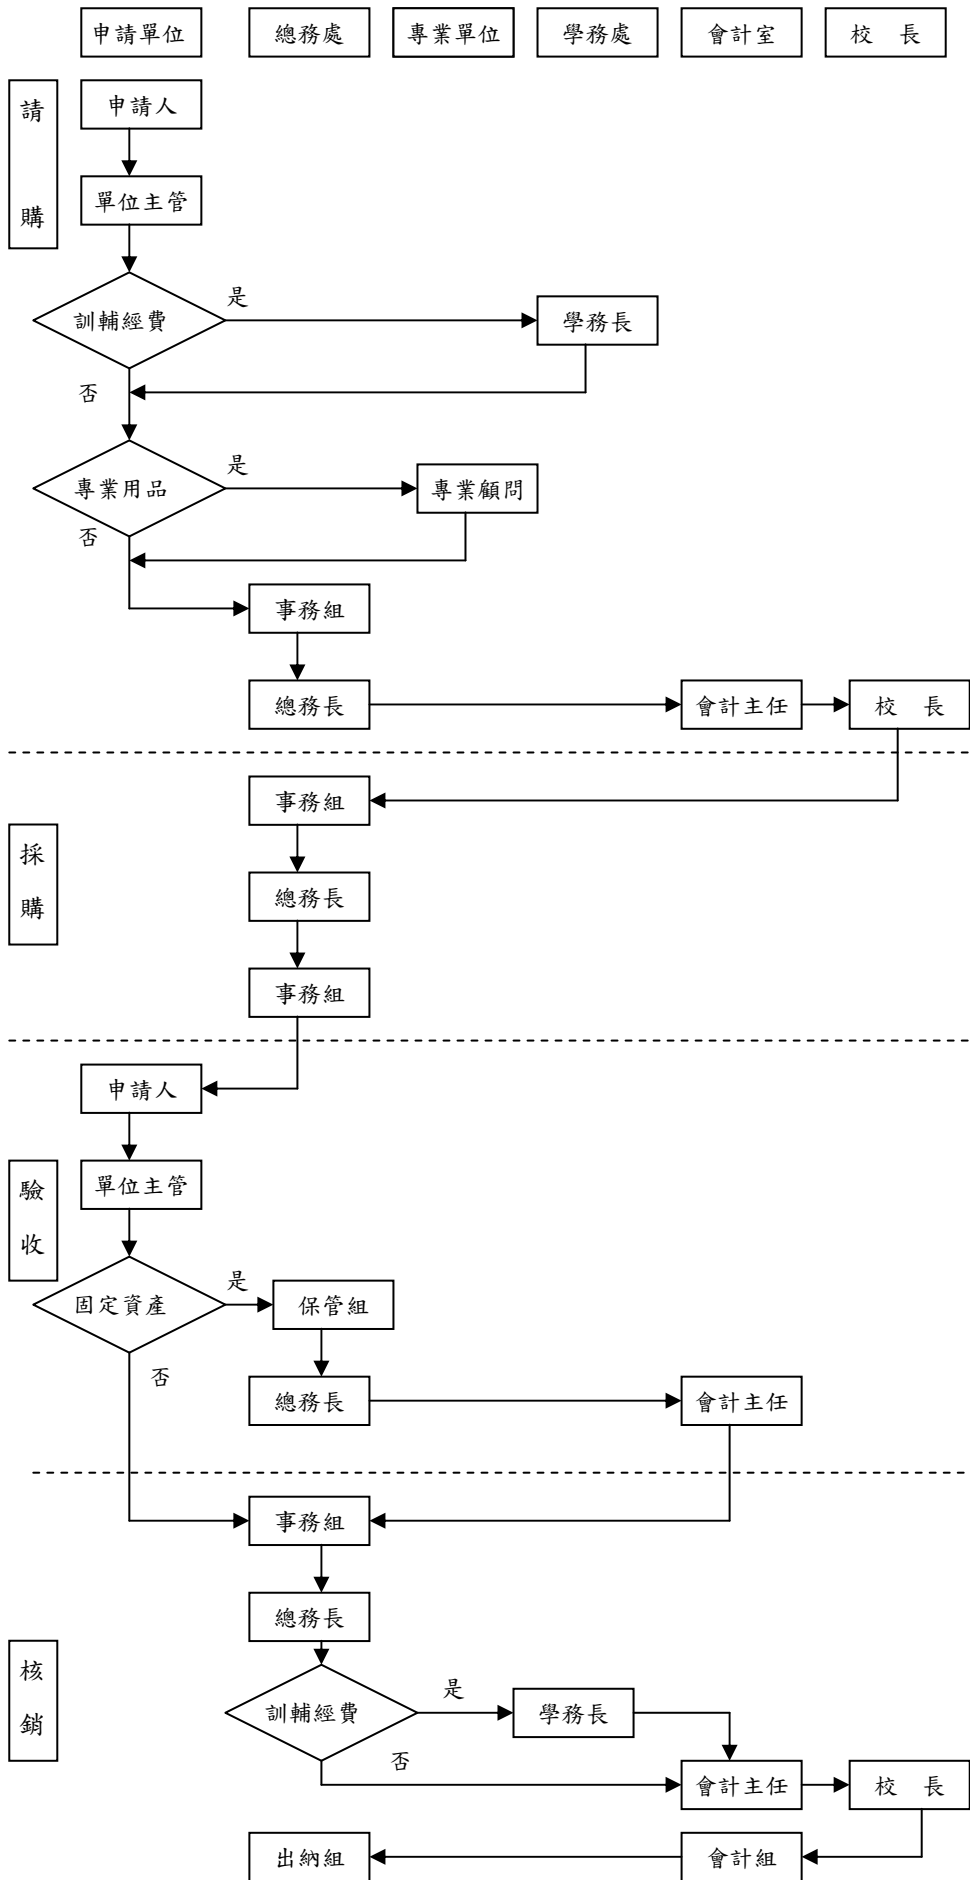 申請單位
總務處
專業單位
學務處
會計室
校 長
請購
申請人
單位主管
訓輔經費
是
學務長
否
專業用品
是
專業顧問
否
事務組
總務長
會計主任
校 長
採購
事務組
總務長
事務組
驗收
申請人
單位主管
固定資產
是
保管組
否
總務長
會計主任
核銷
事務組
總務長
訓輔經費
是
學務長
否
會計主任
校 長
出納組
會計組